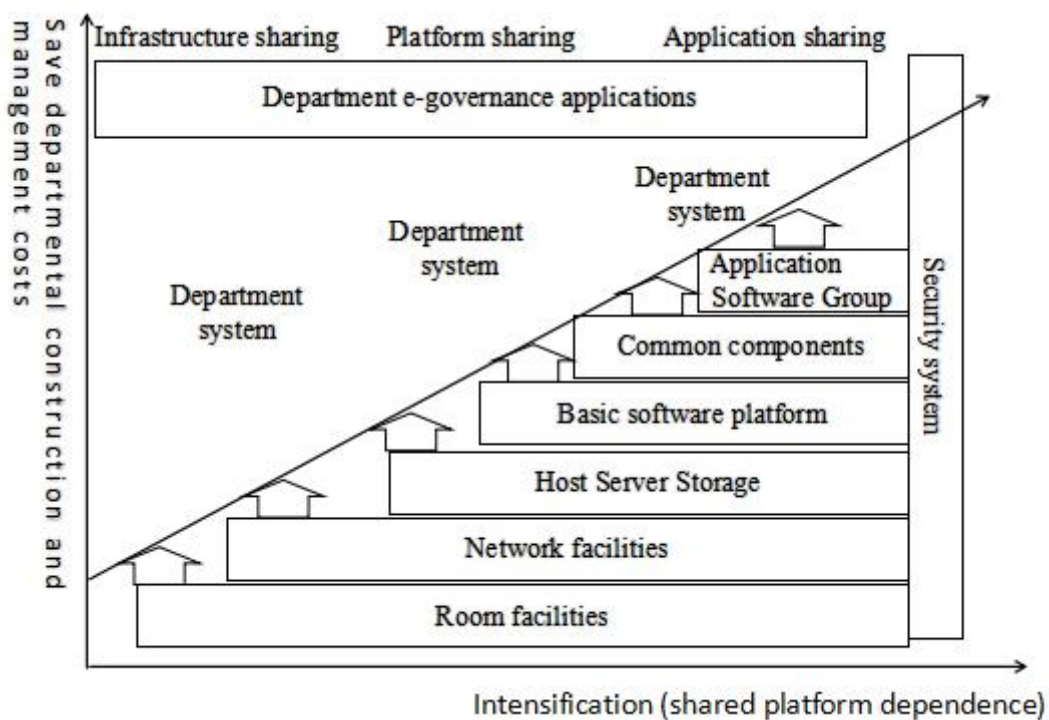 Save departmental construction and
management costs
Infrastructure sharing
Platform sharing
Application sharing
Department e-governance applications
Department
system
Department
system
Department
system
Application
Software Group
Common components
Basic software platform
Host Server Storage
Network facilities
Room facilities
Security system
Intensification (shared platform dependence)